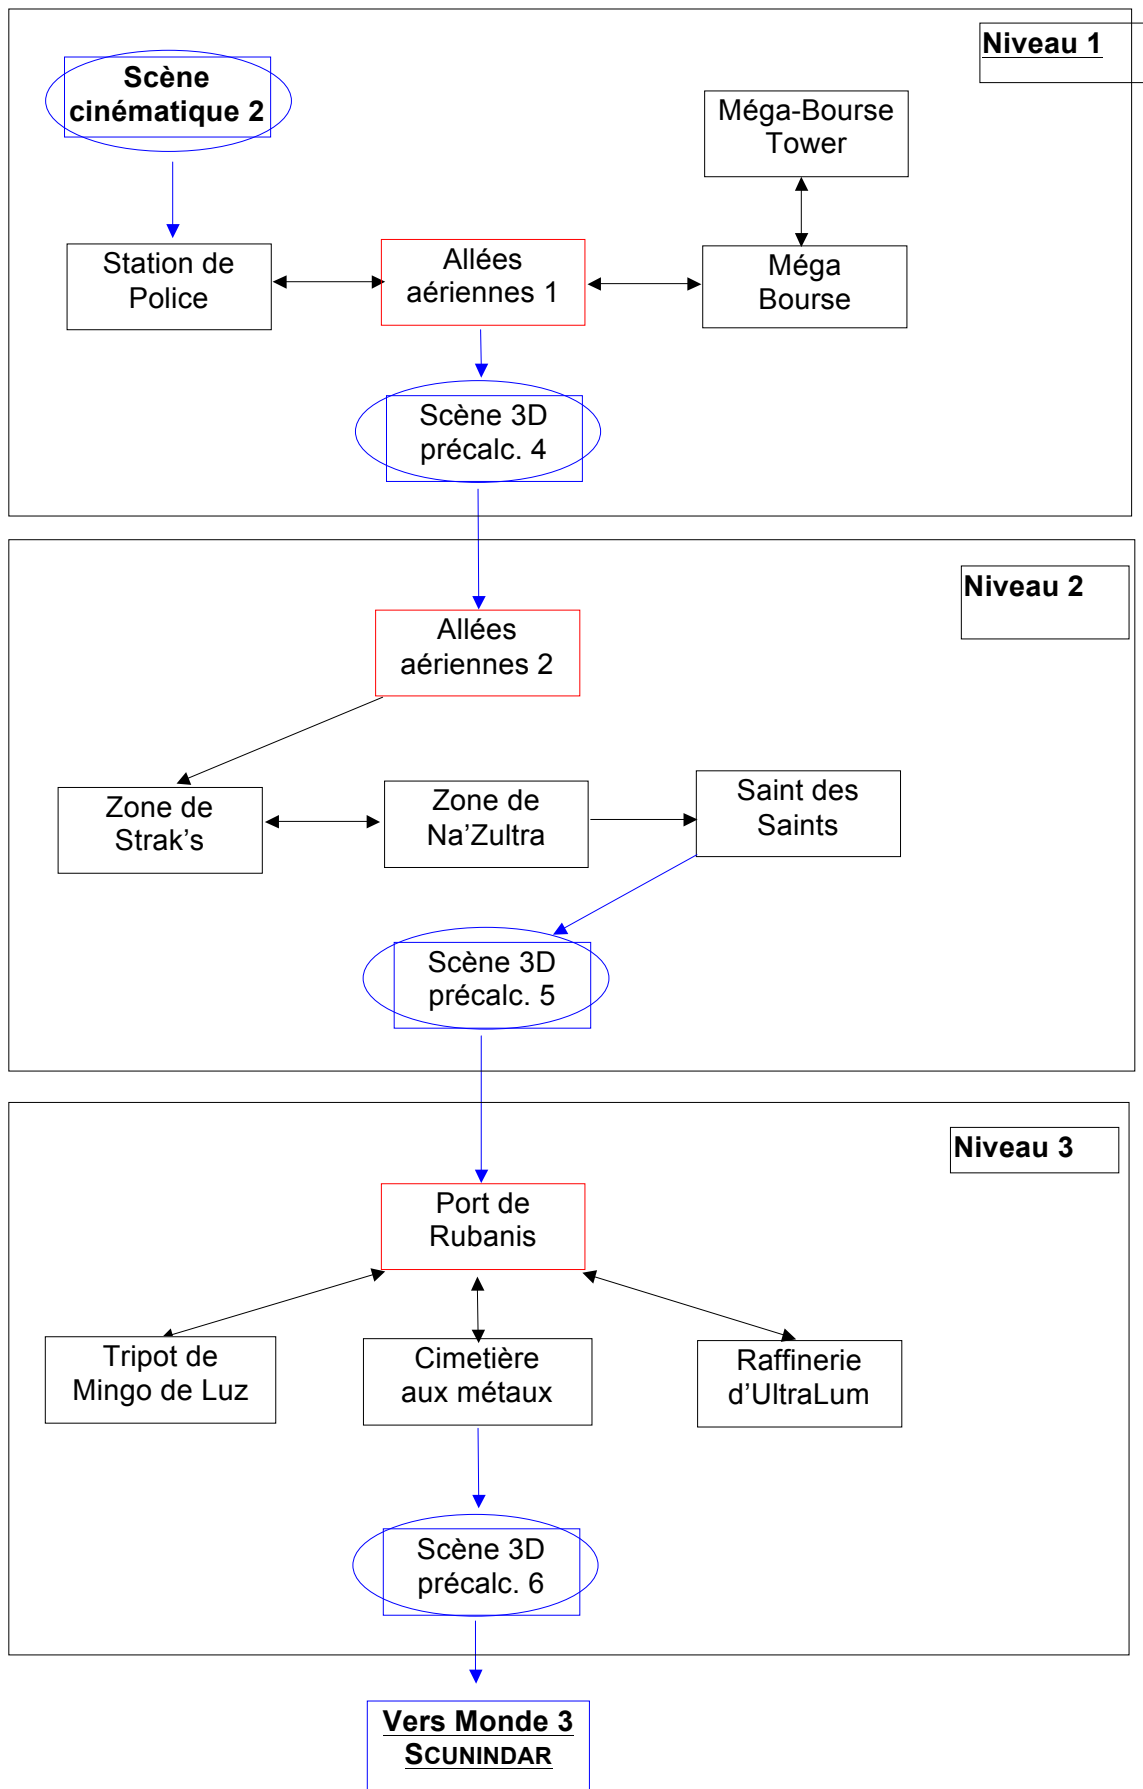 Niveau 1
Scène
cinématique 2
Méga-Bourse
Tower
Station de
Police
Allées
aériennes 1
Méga
Bourse
Scène 3D
précalc. 4
Niveau 2
Allées
aériennes 2
Zone de
Strak’s
Zone de
Na’Zultra
Saint des
Saints
Scène 3D
précalc. 5
Niveau 3
Port de
Rubanis
Tripot de
Mingo de Luz
Cimetière
aux métaux
Raffinerie
d’UltraLum
Scène 3D
précalc. 6
Vers Monde 3
SCUNINDAR